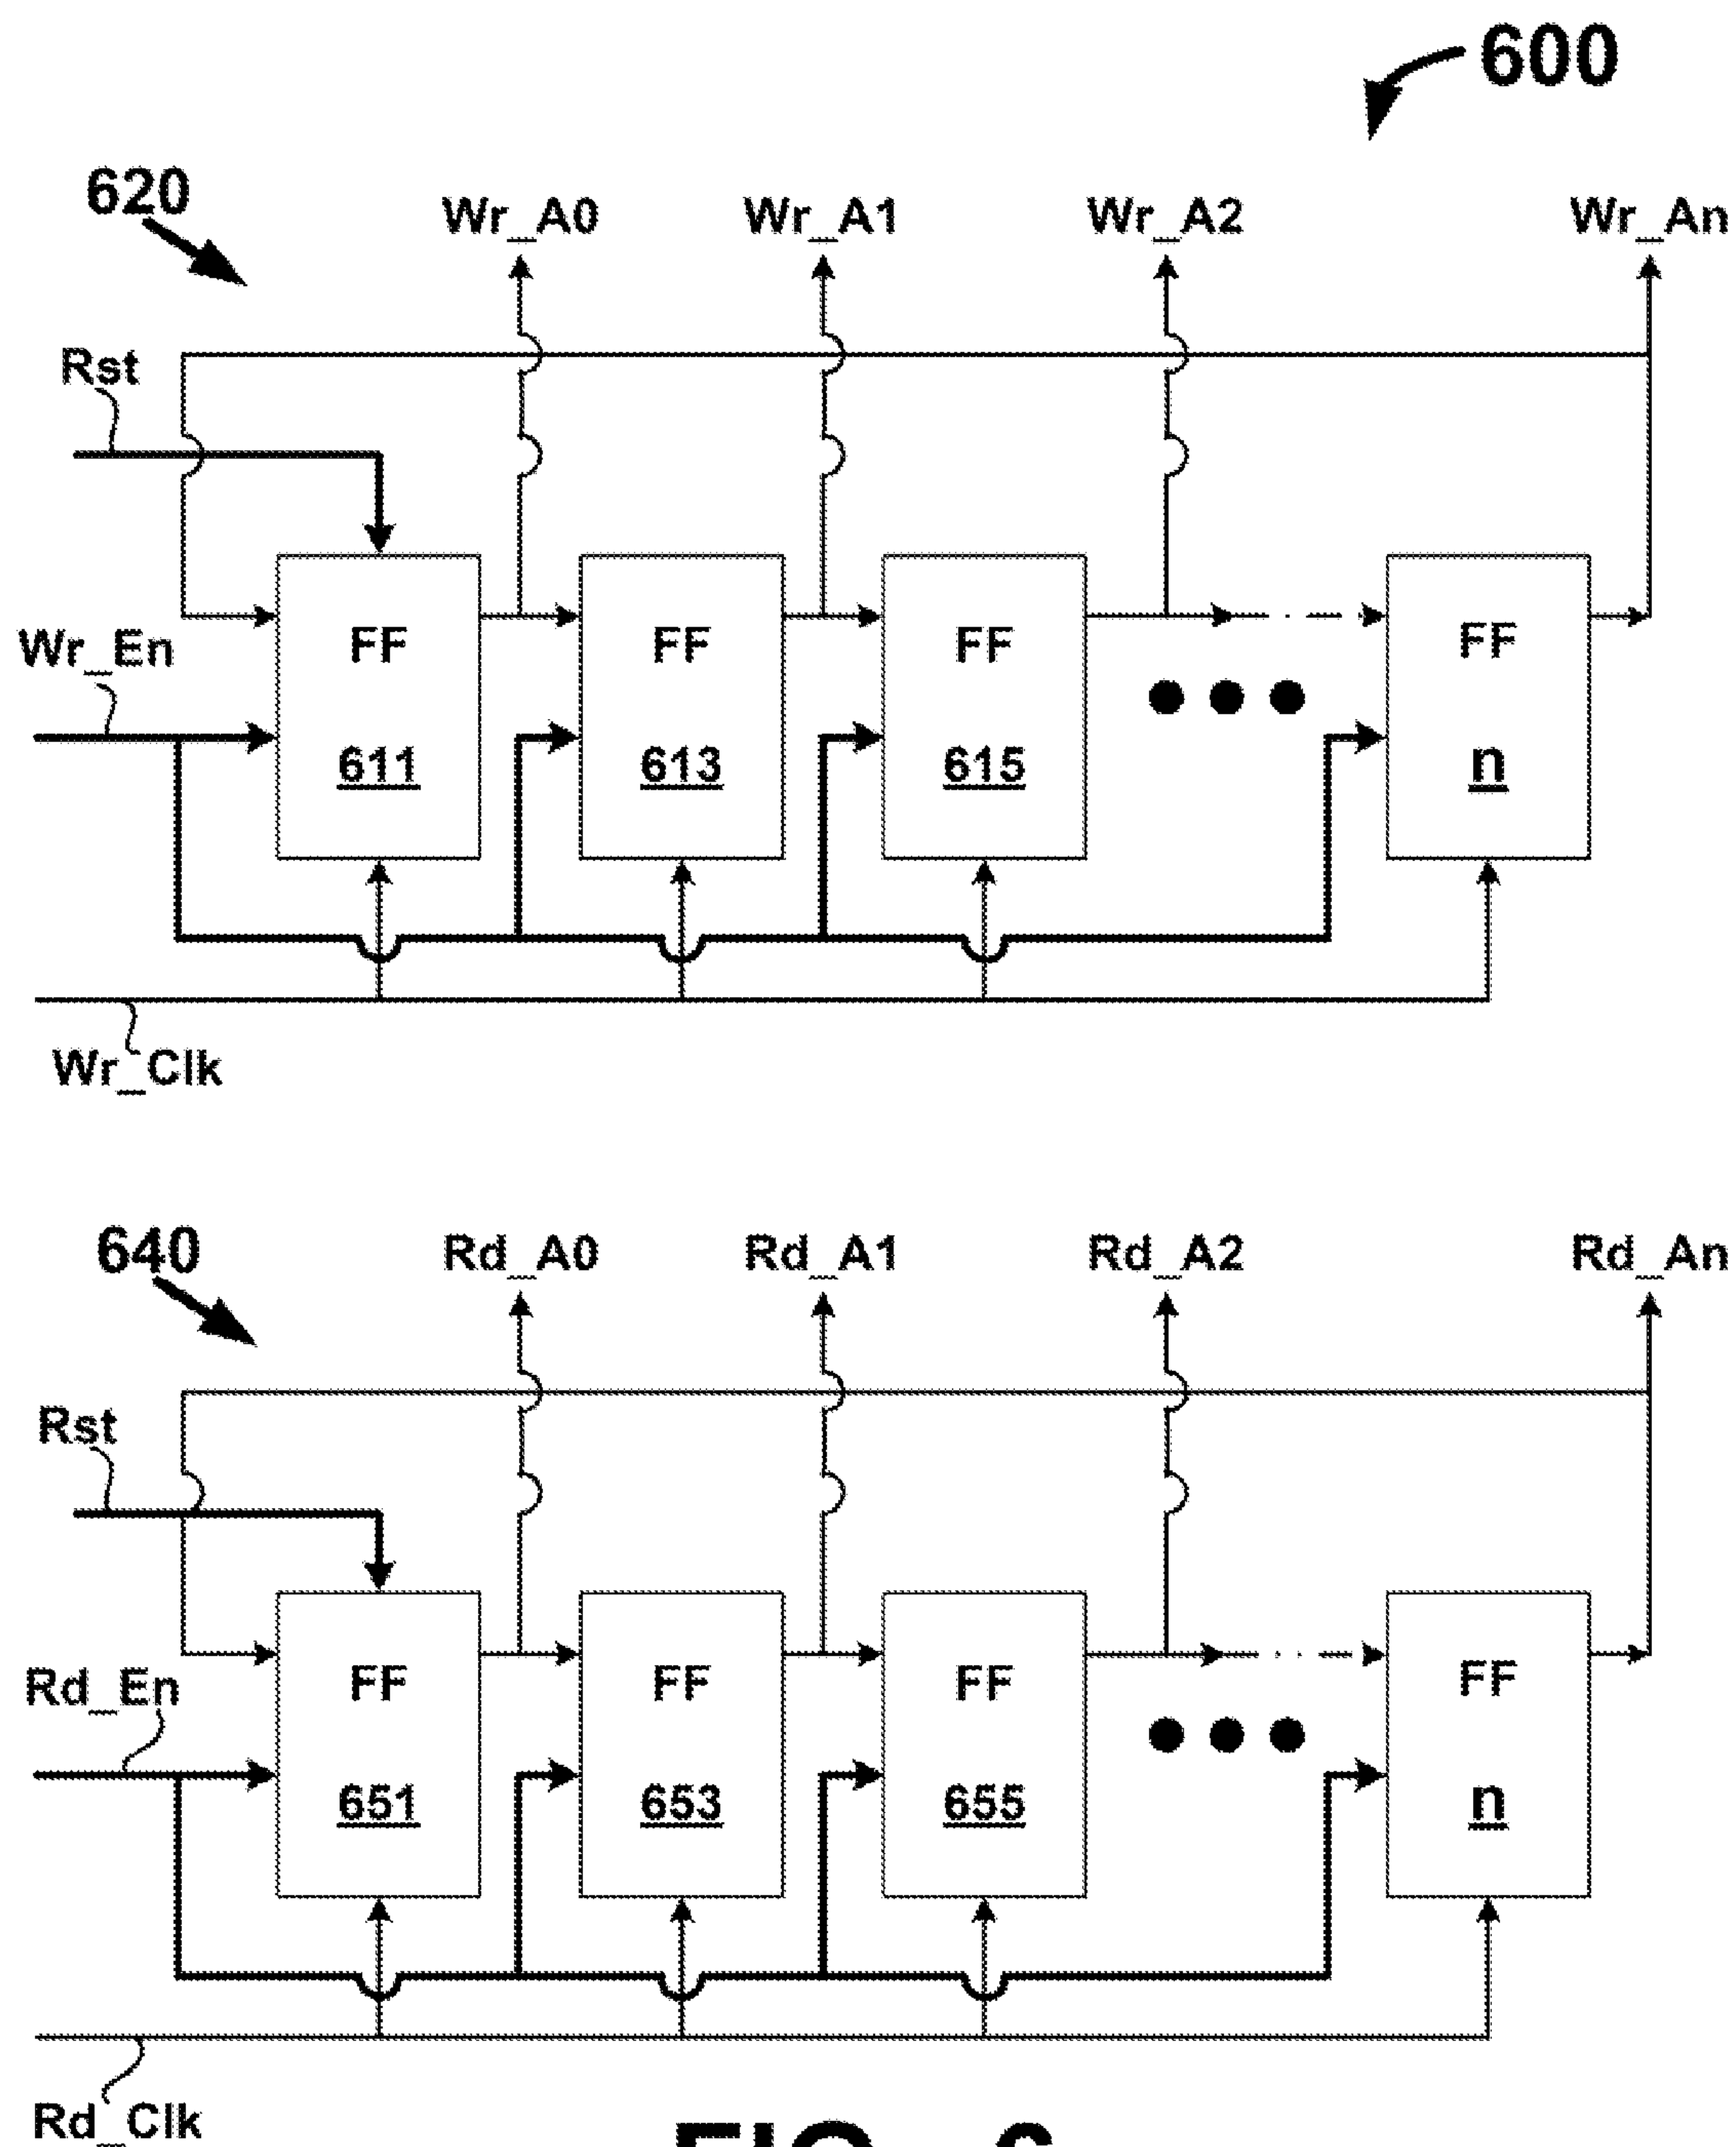 600
620
Wr_A0 Wr_A1 Wr_A2 Wr_An
Rst
Wr_En
FF FF FF FF
611 613 615 n
Wr_Clk
640
Rd_A0 Rd_A1 Rd_A2 Rd_An
Rst
Rd_En
FF FF FF FF
651 653 655 n
Rd_Clk